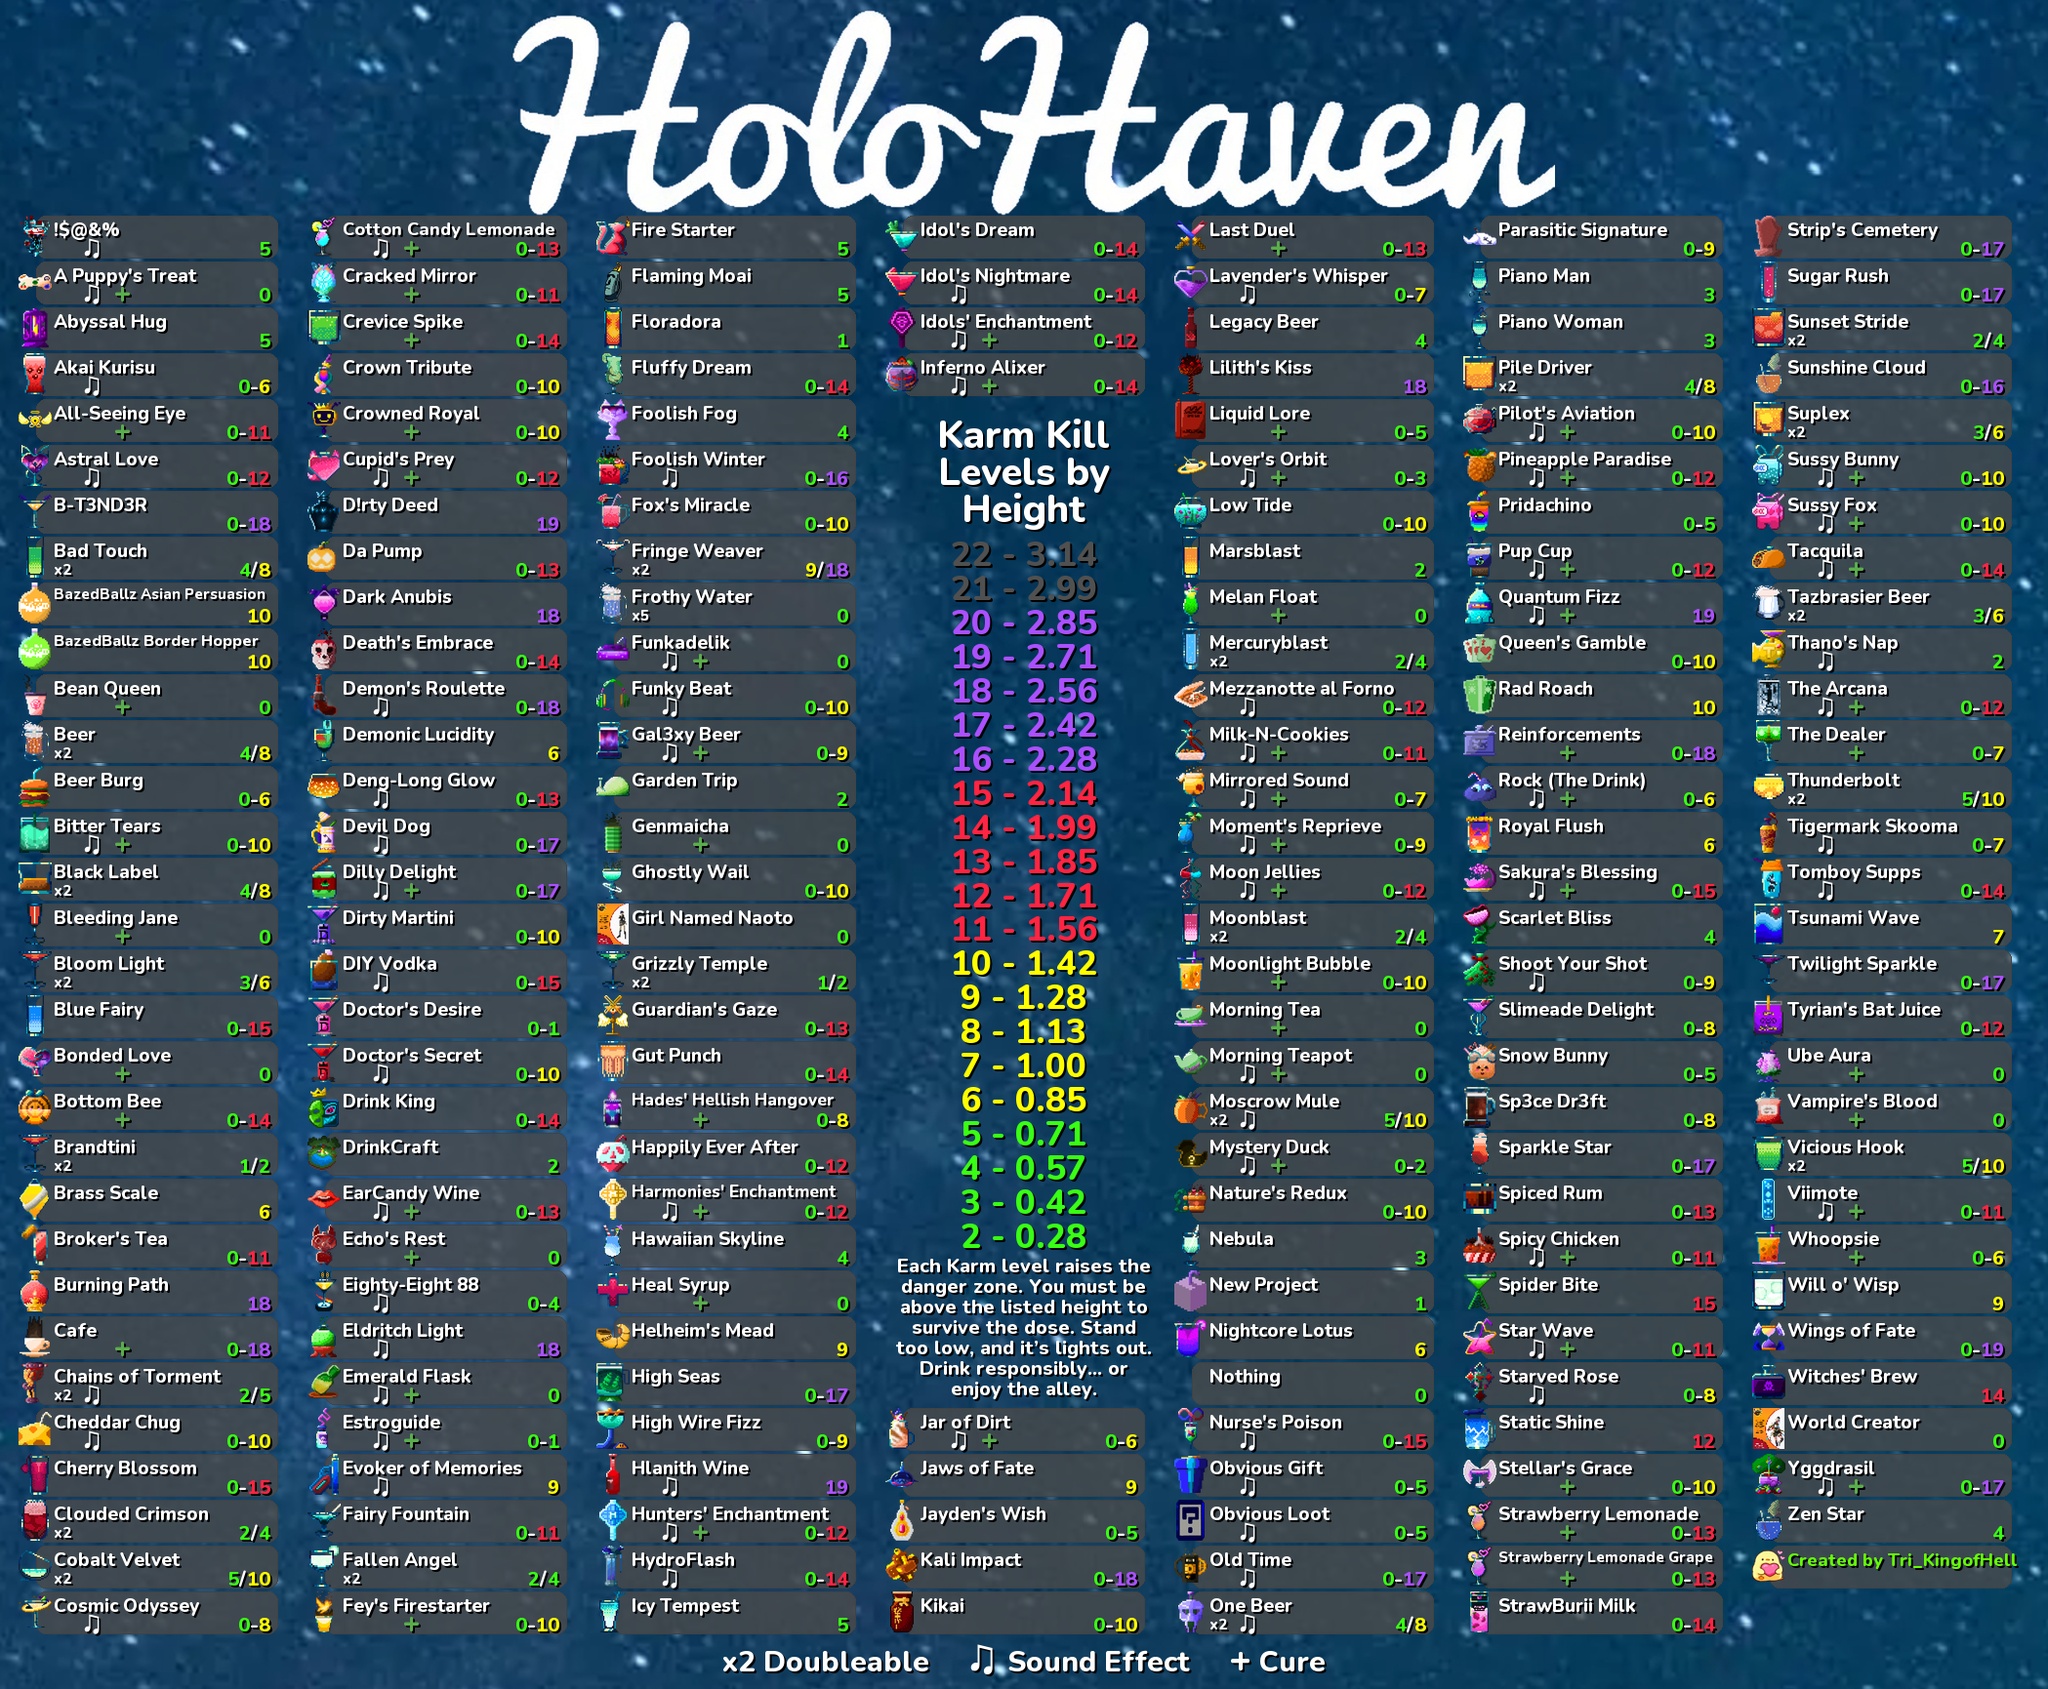 HoloHaven
!$@&%
♫ 5
A Puppy's Treat
♫ + 0
Abyssal Hug
5
Akai Kurisu
♫ 0-6
All-Seeing Eye
+ 0-11
Astral Love
♫ 0-12
B-T3ND3R
0-18
Bad Touch
x2 4/8
BazedBallz Asian Persuasion
10
BazedBallz Border Hopper
10
Bean Queen
+ 0
Beer
x2 4/8
Beer Burg
0-6
Bitter Tears
♫ + 0-10
Black Label
x2 4/8
Bleeding Jane
+ 0
Bloom Light
x2 3/6
Blue Fairy
0-15
Bonded Love
+ 0
Bottom Bee
+ 0-14
Brandtini
x2 1/2
Brass Scale
6
Broker's Tea
0-11
Burning Path
18
Cafe
+ 0-18
Chains of Torment
x2 ♫ 2/5
Cheddar Chug
♫ 0-10
Cherry Blossom
0-15
Clouded Crimson
x2 2/4
Cobalt Velvet
x2 5/10
Cosmic Odyssey
♫ 0-8
Cotton Candy Lemonade
♫ + 0-13
Cracked Mirror
+ 0-11
Crevice Spike
+ 0-14
Crown Tribute
0-10
Crowned Royal
+ 0-10
Cupid's Prey
♫ + 0-12
D!rty Deed
19
Da Pump
0-13
Dark Anubis
18
Death's Embrace
0-14
Demon's Roulette
♫ 0-18
Demonic Lucidity
6
Deng-Long Glow
♫ 0-13
Devil Dog
♫ 0-17
Dilly Delight
♫ + 0-17
Dirty Martini
0-10
DIY Vodka
♫ 0-15
Doctor's Desire
0-1
Doctor's Secret
♫ 0-10
Drink King
0-14
DrinkCraft
2
EarCandy Wine
♫ + 0-13
Echo's Rest
+ 0
Eighty-Eight 88
♫ 0-4
Eldritch Light
♫ 18
Emerald Flask
♫ + 0
Estroguide
♫ + 0-1
Evoker of Memories
♫ 9
Fairy Fountain
0-11
Fallen Angel
x2 2/4
Fey's Firestarter
0-10
Fire Starter
5
Flaming Moai
5
Floradora
1
Fluffy Dream
0-14
Foolish Fog
4
Foolish Winter
♫ 0-16
Fox's Miracle
0-10
Fringe Weaver
x2 9/18
Frothy Water
x5 0
Funkadelik
♫ + 0
Funky Beat
♫ 0-10
Gal3xy Beer
♫ + 0-9
Garden Trip
2
Genmaicha
+ 0
Ghostly Wail
0-10
Girl Named Naoto
0
Grizzly Temple
x2 1/2
Guardian's Gaze
0-13
Gut Punch
0-14
Hades' Hellish Hangover
+ 0-8
Happily Ever After
0-12
Harmonies' Enchantment
♫ + 0-12
Hawaiian Skyline
4
Heal Syrup
+ 0
Helheim's Mead
9
High Seas
0-17
High Wire Fizz
0-9
Hlanith Wine
♫ 19
Hunters' Enchantment
♫ + 0-12
HydroFlash
♫ 0-14
Icy Tempest
5
Idol's Dream
0-14
Idol's Nightmare
♫ 0-14
Idols' Enchantment
♫ + 0-12
Inferno Alixer
♫ + 0-14
Karm Kill
Levels by
Height
22 - 3.14
21 - 2.99
20 - 2.85
19 - 2.71
18 - 2.56
17 - 2.42
16 - 2.28
15 - 2.14
14 - 1.99
13 - 1.85
12 - 1.71
11 - 1.56
10 - 1.42
9 - 1.28
8 - 1.13
7 - 1.00
6 - 0.85
5 - 0.71
4 - 0.57
3 - 0.42
2 - 0.28
Each Karm level raises the
danger zone. You must be
above the listed height to
survive the dose. Stand
too low, and it's lights out.
Drink responsibly... or
enjoy the alley.
Jar of Dirt
♫ + 0-6
Jaws of Fate
9
Jayden's Wish
0-5
Kali Impact
0-18
Kikai
0-10
Last Duel
+ 0-13
Lavender's Whisper
♫ 0-7
Legacy Beer
4
Lilith's Kiss
18
Liquid Lore
+ 0-5
Lover's Orbit
♫ + 0-3
Low Tide
0-10
Marsblast
2
Melan Float
+ 0
Mercuryblast
x2 2/4
Mezzanotte al Forno
♫ 0-12
Milk-N-Cookies
♫ + 0-11
Mirrored Sound
♫ + 0-7
Moment's Reprieve
♫ + 0-9
Moon Jellies
♫ + 0-12
Moonblast
x2 2/4
Moonlight Bubble
+ 0-10
Morning Tea
+ 0
Morning Teapot
♫ + 0
Moscrow Mule
x2 ♫ 5/10
Mystery Duck
♫ + 0-2
Nature's Redux
0-10
Nebula
3
New Project
1
Nightcore Lotus
6
Nothing
0
Nurse's Poison
♫ 0-15
Obvious Gift
♫ 0-5
Obvious Loot
♫ 0-5
Old Time
♫ 0-17
One Beer
x2 ♫ 4/8
Parasitic Signature
0-9
Piano Man
3
Piano Woman
3
Pile Driver
x2 4/8
Pilot's Aviation
♫ + 0-10
Pineapple Paradise
♫ + 0-12
Pridachino
0-5
Pup Cup
♫ + 0-12
Quantum Fizz
♫ + 19
Queen's Gamble
0-10
Rad Roach
10
Reinforcements
+ 0-18
Rock (The Drink)
♫ + 0-6
Royal Flush
6
Sakura's Blessing
♫ + 0-15
Scarlet Bliss
4
Shoot Your Shot
♫ 0-9
Slimeade Delight
0-8
Snow Bunny
0-5
Sp3ce Dr3ft
0-8
Sparkle Star
0-17
Spiced Rum
0-13
Spicy Chicken
♫ + 0-11
Spider Bite
15
Star Wave
♫ + 0-11
Starved Rose
♫ 0-8
Static Shine
12
Stellar's Grace
+ 0-10
Strawberry Lemonade
+ 0-13
Strawberry Lemonade Grape
+ 0-13
StrawBurii Milk
0-14
Strip's Cemetery
0-17
Sugar Rush
0-17
Sunset Stride
x2 2/4
Sunshine Cloud
0-16
Suplex
x2 3/6
Sussy Bunny
♫ + 0-10
Sussy Fox
♫ + 0-10
Tacquila
♫ + 0-14
Tazbrasier Beer
x2 3/6
Thano's Nap
♫ 2
The Arcana
♫ + 0-12
The Dealer
+ 0-7
Thunderbolt
x2 5/10
Tigermark Skooma
♫ 0-7
Tomboy Supps
♫ 0-14
Tsunami Wave
7
Twilight Sparkle
0-17
Tyrian's Bat Juice
0-12
Ube Aura
+ 0
Vampire's Blood
+ 0
Vicious Hook
x2 5/10
Viimote
♫ + 0-11
Whoopsie
+ 0-6
Will o' Wisp
9
Wings of Fate
0-19
Witches' Brew
14
World Creator
0
Yggdrasil
♫ + 0-17
Zen Star
4
Created by Tri_KingofHell
x2 Doubleable ♫ Sound Effect + Cure